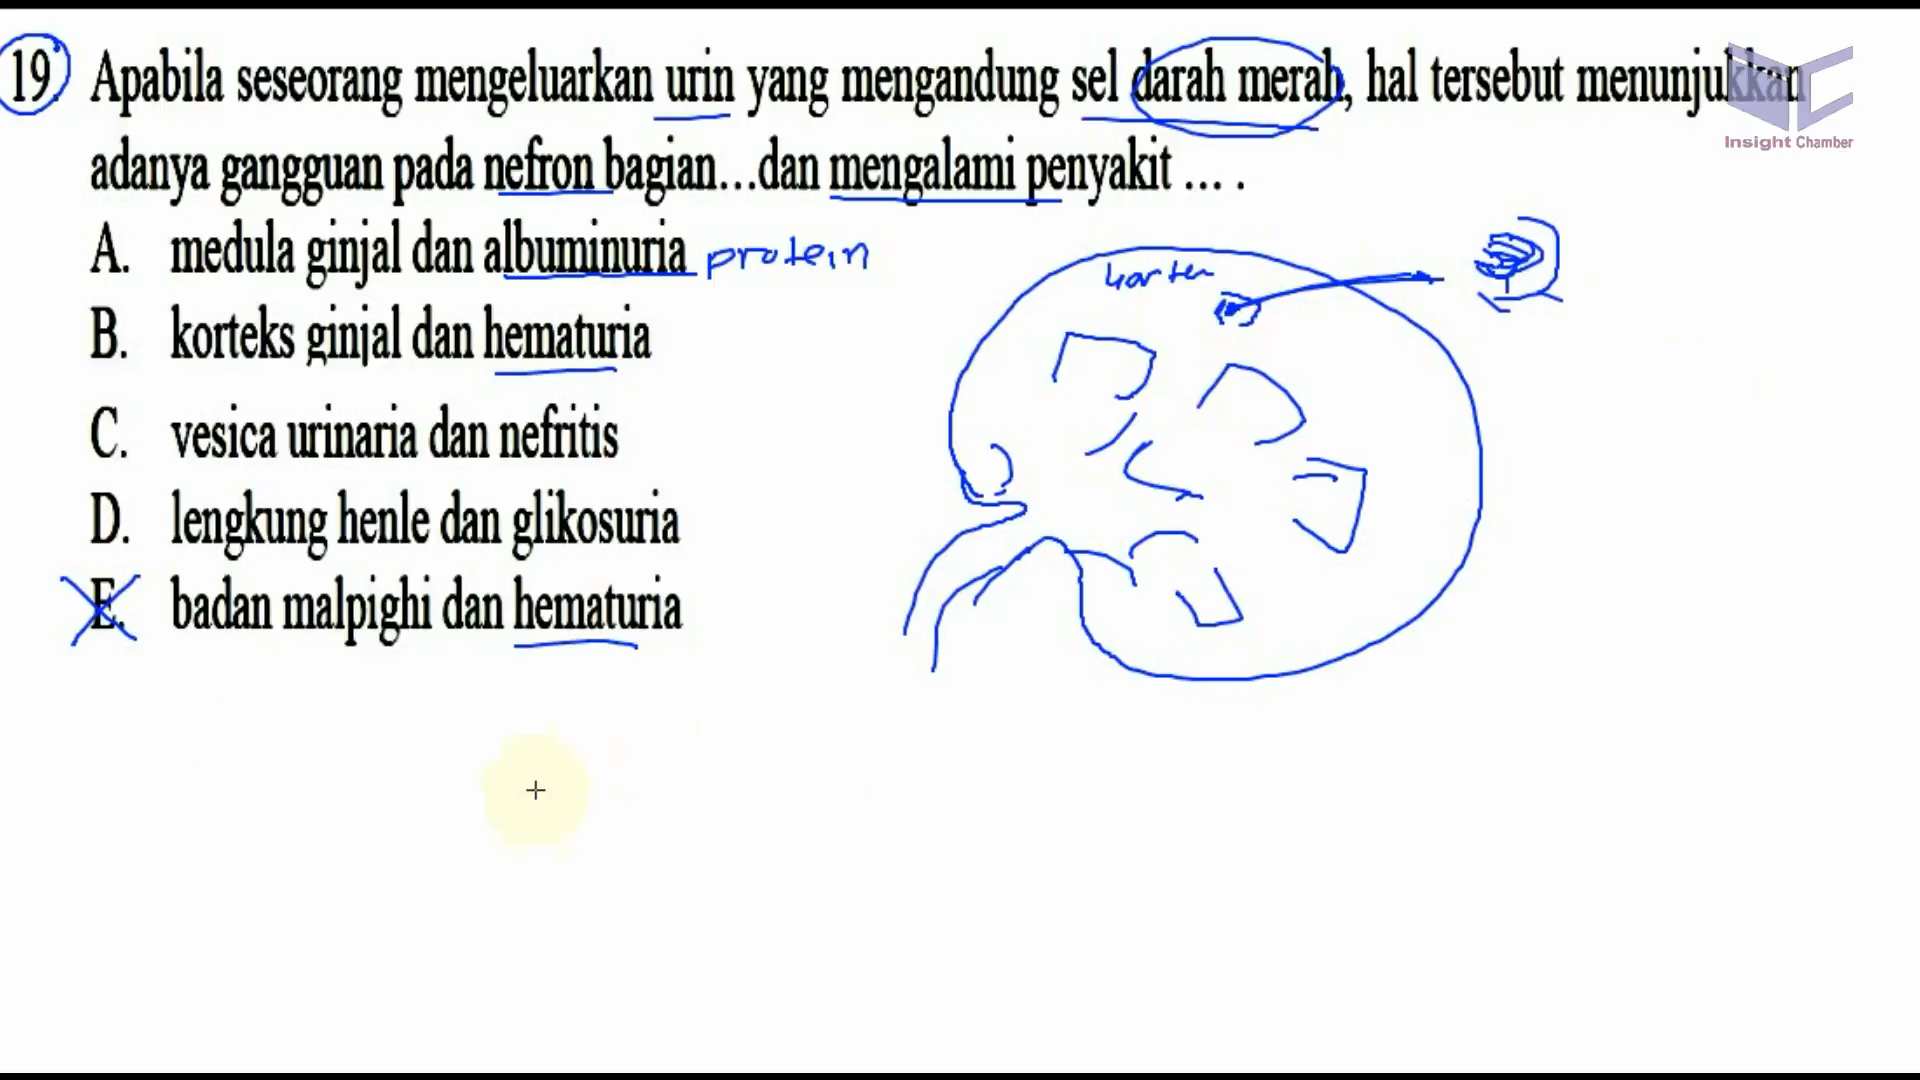 19. Apabila seseorang mengeluarkan urin yang mengandung sel darah merah, hal tersebut menunjukkan
Insight Chamber
adanya gangguan pada nefron bagian...dan mengalami penyakit ... .
A. medula ginjal dan albuminuria protein
korten
B. korteks ginjal dan hematuria
C. vesica urinaria dan nefritis
D. lengkung henle dan glikosuria
E. badan malpighi dan hematuria